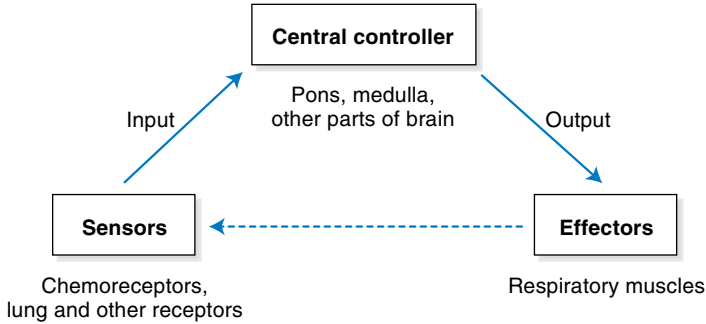 Central controller
Pons, medulla,
other parts of brain
Input
Output
Sensors
Effectors
Chemoreceptors,
lung and other receptors
Respiratory muscles